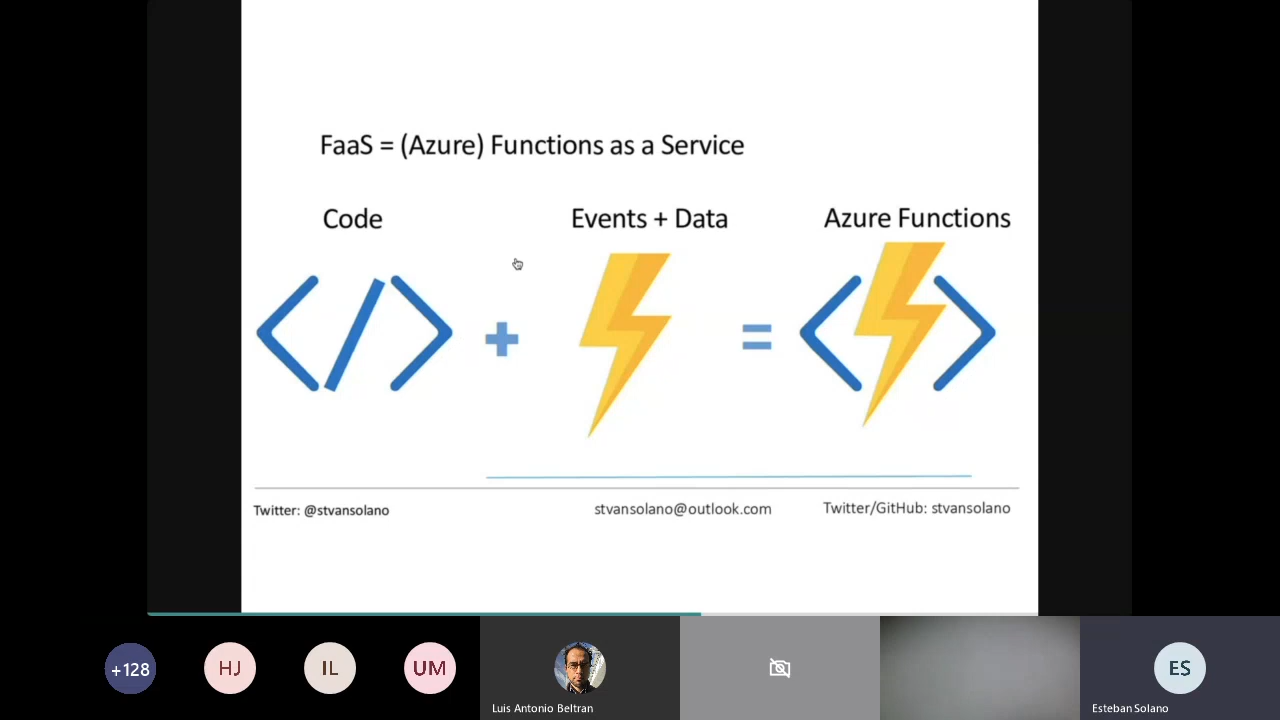 FaaS = (Azure) Functions as a Service
Code
Events + Data
Azure Functions
Twitter: @stvansolano
stvansolano@outlook.com
Twitter/GitHub: stvansolano
+128
HJ
IL
UM
ES
Luis Antonio Beltran
Esteban Solano